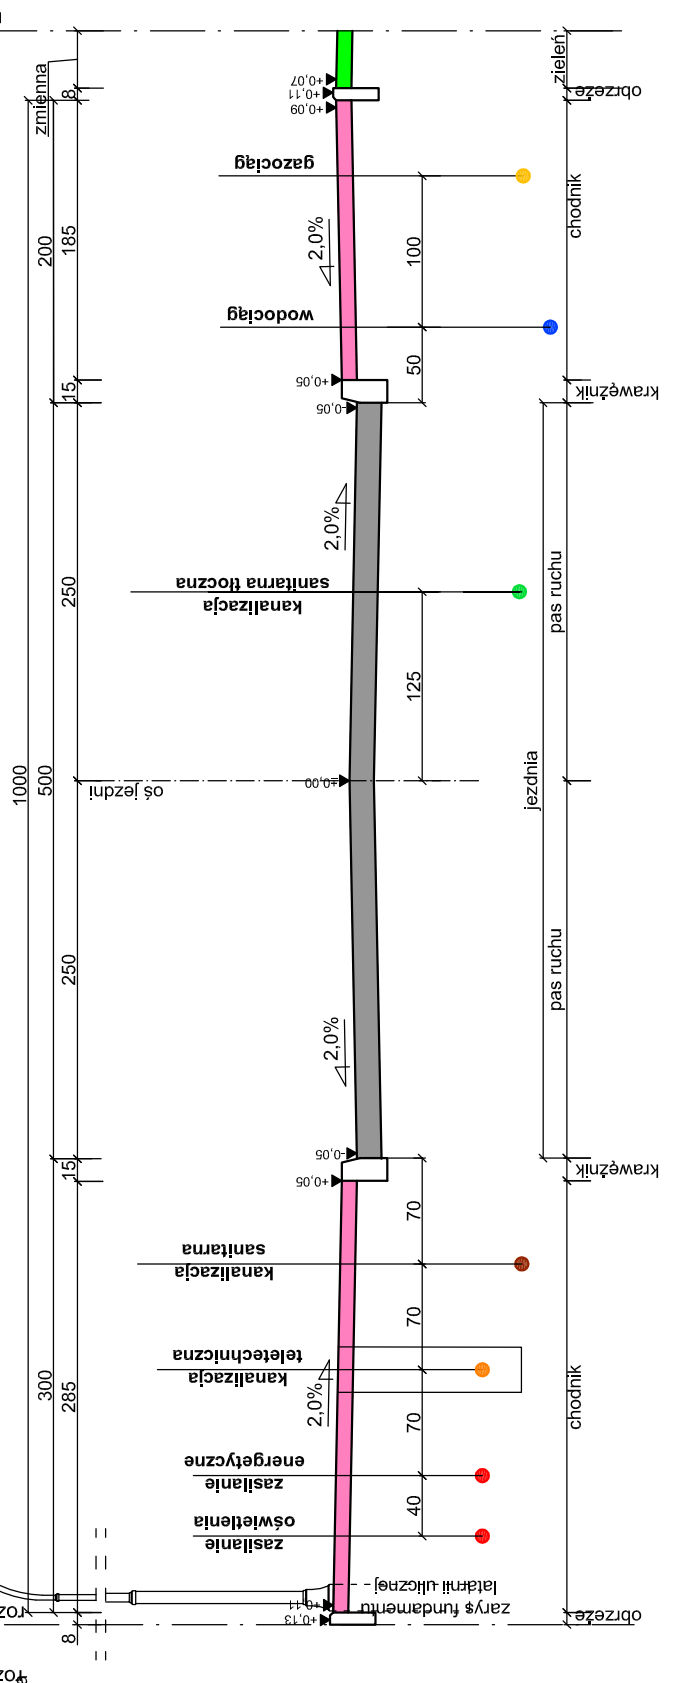 zmienna
8
zieleń
obrzeże
+0,07
+0,11
+0,09
gazociąg
chodnik
200
185
2,0%
100
wodociąg
50
15
+0,05
krawężnik
-0,05
2,0%
250
kanalizacja
sanitarna tłoczna
pas ruchu
125
1000
500
oś jezdni
±0,00
jezdnia
250
pas ruchu
2,0%
-0,05
15
+0,05
krawężnik
70
kanalizacja
sanitarna
70
kanalizacja
teletechniczna
300
285
2,0%
chodnik
70
zasilanie
energetyczne
40
zasilanie
oświetlenia
zarys fundamentu
latarnii ulicznej
+0,11
+0,13
obrzeże
8